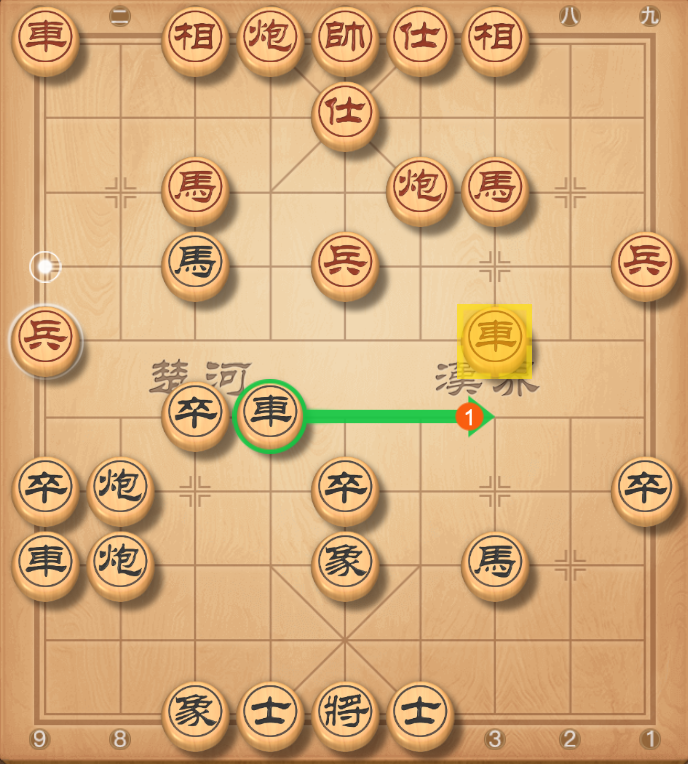 二 八 九
車 相 炮 帥 仕 相
仕
馬 炮 馬
馬 兵 兵
兵 車
楚河 漢界
卒 車 1
卒 炮 卒 卒
車 炮 象 馬
象 士 將 士
9 8 3 2 1